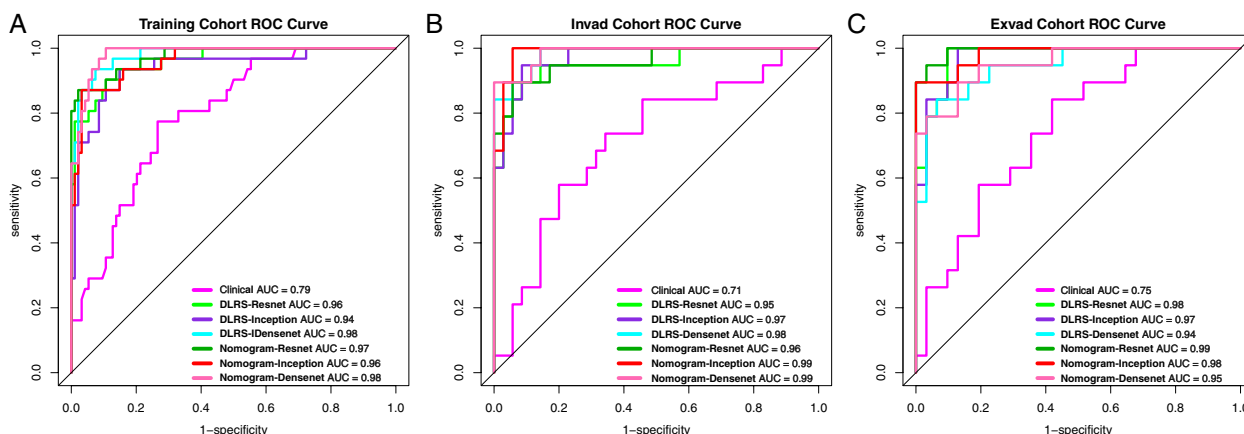 A
Training Cohort ROC Curve
sensitivity
0.0
0.2
0.4
0.6
0.8
1.0
Clinical AUC = 0.79
DLRS-Resnet AUC = 0.96
DLRS-Inception AUC = 0.94
DLRS-IDensenet AUC = 0.98
Nomogram-Resnet AUC = 0.97
Nomogram-Inception AUC = 0.96
Nomogram-Densenet AUC = 0.98
0.0 0.2 0.4 0.6 0.8 1.0
1-specificity
B
Invad Cohort ROC Curve
sensitivity
0.0
0.2
0.4
0.6
0.8
1.0
Clinical AUC = 0.71
DLRS-Resnet AUC = 0.95
DLRS-Inception AUC = 0.97
DLRS-Densenet AUC = 0.98
Nomogram-Resnet AUC = 0.96
Nomogram-Inception AUC = 0.99
Nomogram-Densenet AUC = 0.99
0.0 0.2 0.4 0.6 0.8 1.0
1-specificity
C
Exvad Cohort ROC Curve
sensitivity
0.0
0.2
0.4
0.6
0.8
1.0
Clinical AUC = 0.75
DLRS-Resnet AUC = 0.98
DLRS-Inception AUC = 0.97
DLRS-Densenet AUC = 0.94
Nomogram-Resnet AUC = 0.99
Nomogram-Inception AUC = 0.98
Nomogram-Densenet AUC = 0.95
0.0 0.2 0.4 0.6 0.8 1.0
1-specificity